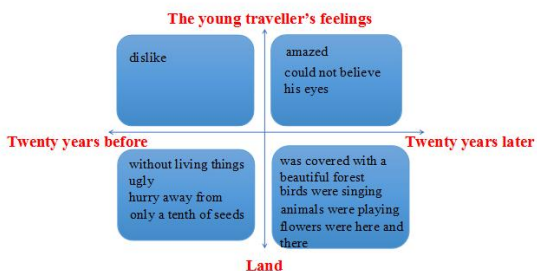 The young traveller's feelings
dislike
amazed
could not believe
his eyes
Twenty years before
Twenty years later
without living things
ugly
hurry away from
only a tenth of seeds
was covered with a
beautiful forest
birds were singing
animals were playing
flowers were here and
there
Land